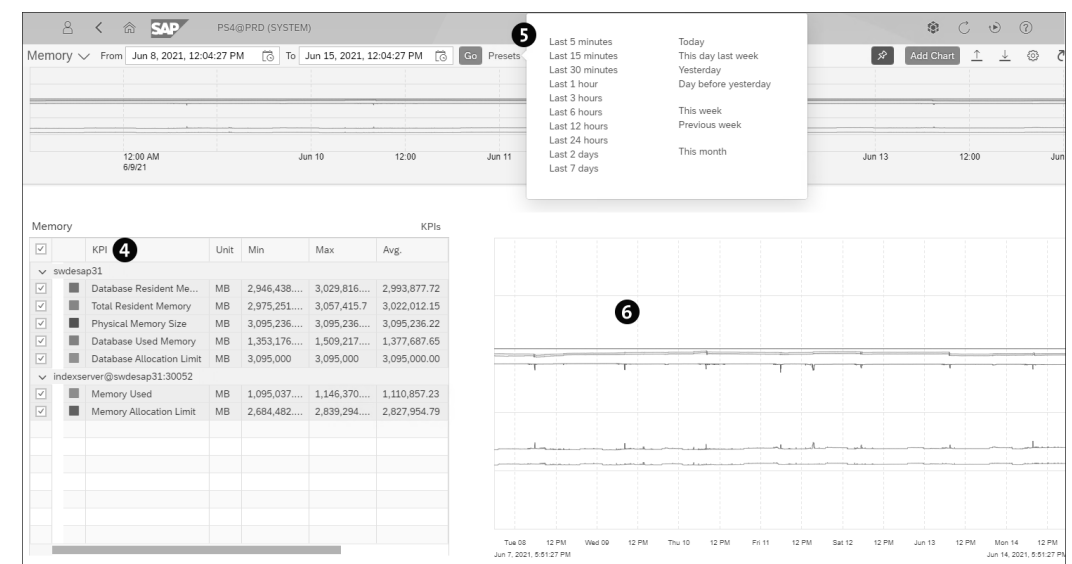 SAP PS4@PRD (SYSTEM)
5
Memory From Jun 8, 2021, 12:04:27 PM To Jun 15, 2021, 12:04:27 PM Go Presets
Add Chart
Last 5 minutes Today
Last 15 minutes This day last week
Last 30 minutes Yesterday
Last 1 hour Day before yesterday
Last 3 hours
Last 6 hours This week
Last 12 hours Previous week
Last 24 hours
Last 2 days This month
Last 7 days
12:00 AM Jun 10 12:00 Jun 11 Jun 13 12:00 Jun
6/9/21
Memory KPIs
KPI 4 Unit Min Max Avg.
swdesap31
Database Resident Me... MB 2,946,438.... 3,029,816.... 2,993,877.72
Total Resident Memory MB 2,975,251.... 3,057,415.7 3,022,012.15
Physical Memory Size MB 3,095,236.... 3,095,236.... 3,095,236.22
Database Used Memory MB 1,353,176.... 1,509,217.... 1,377,687.65
Database Allocation Limit MB 3,095,000 3,095,000 3,095,000.00
indexserver@swdesap31:30052
Memory Used MB 1,095,037.... 1,146,370.... 1,110,857.23
Memory Allocation Limit MB 2,684,482.... 2,839,294.... 2,827,954.79
6
Tue 08 12 PM Wed 09 12 PM Thu 10 12 PM Fri 11 12 PM Sat 12 12 PM Jun 13 12 PM Mon 14 12 PM
Jun 7, 2021, 5:51:27 PM Jun 14, 2021, 5:51:27 PM